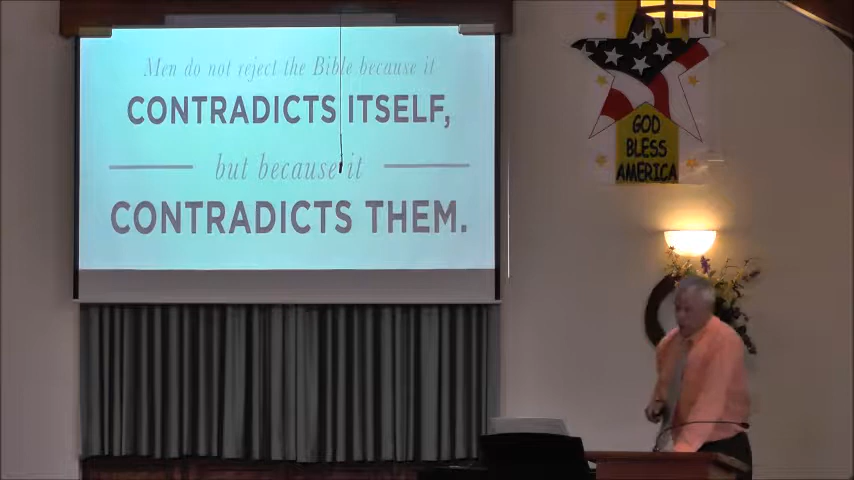 Men do not reject the Bible because it
CONTRADICTS ITSELF,
but because it
CONTRADICTS THEM.
GOD
BLESS
AMERICA